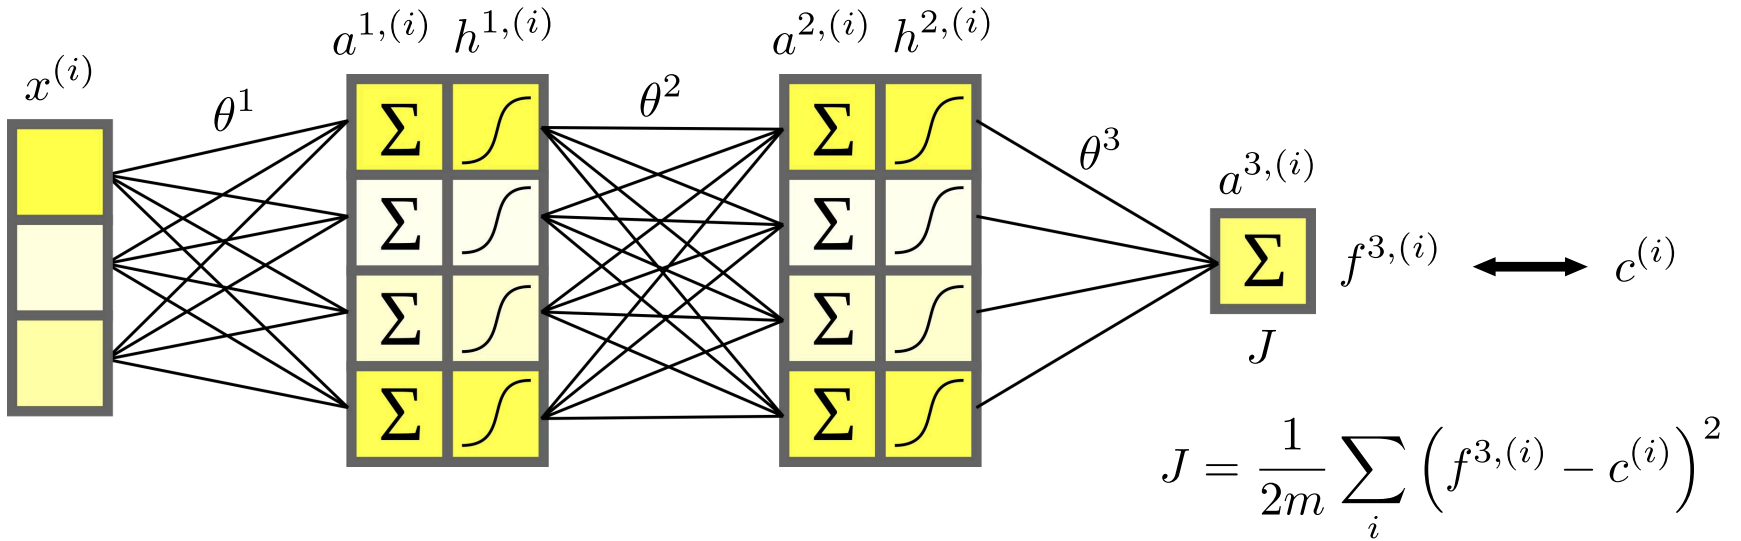 x^{(i)}
θ^1
a^{1,(i)} h^{1,(i)}
Σ
Σ
Σ
Σ
θ^2
a^{2,(i)} h^{2,(i)}
Σ
Σ
Σ
Σ
θ^3
a^{3,(i)}
Σ f^{3,(i)} ⟷ c^{(i)}
J
J = \frac{1}{2m} \sum_i \left( f^{3,(i)} − c^{(i)} \right)^2